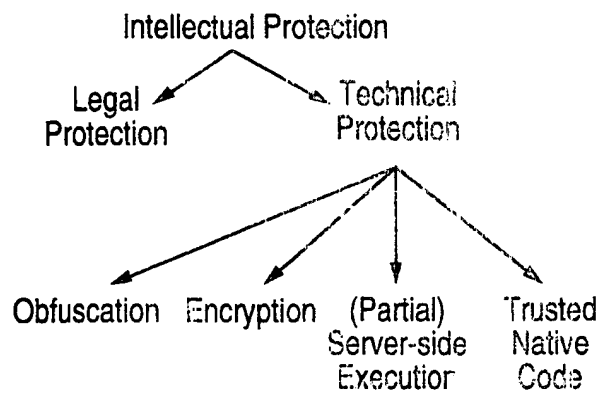 Intellectual Protection
Legal
Protection
Technical
Protection
Obfuscation
Encryption
(Partial)
Server-side
Execution
Trusted
Native
Code